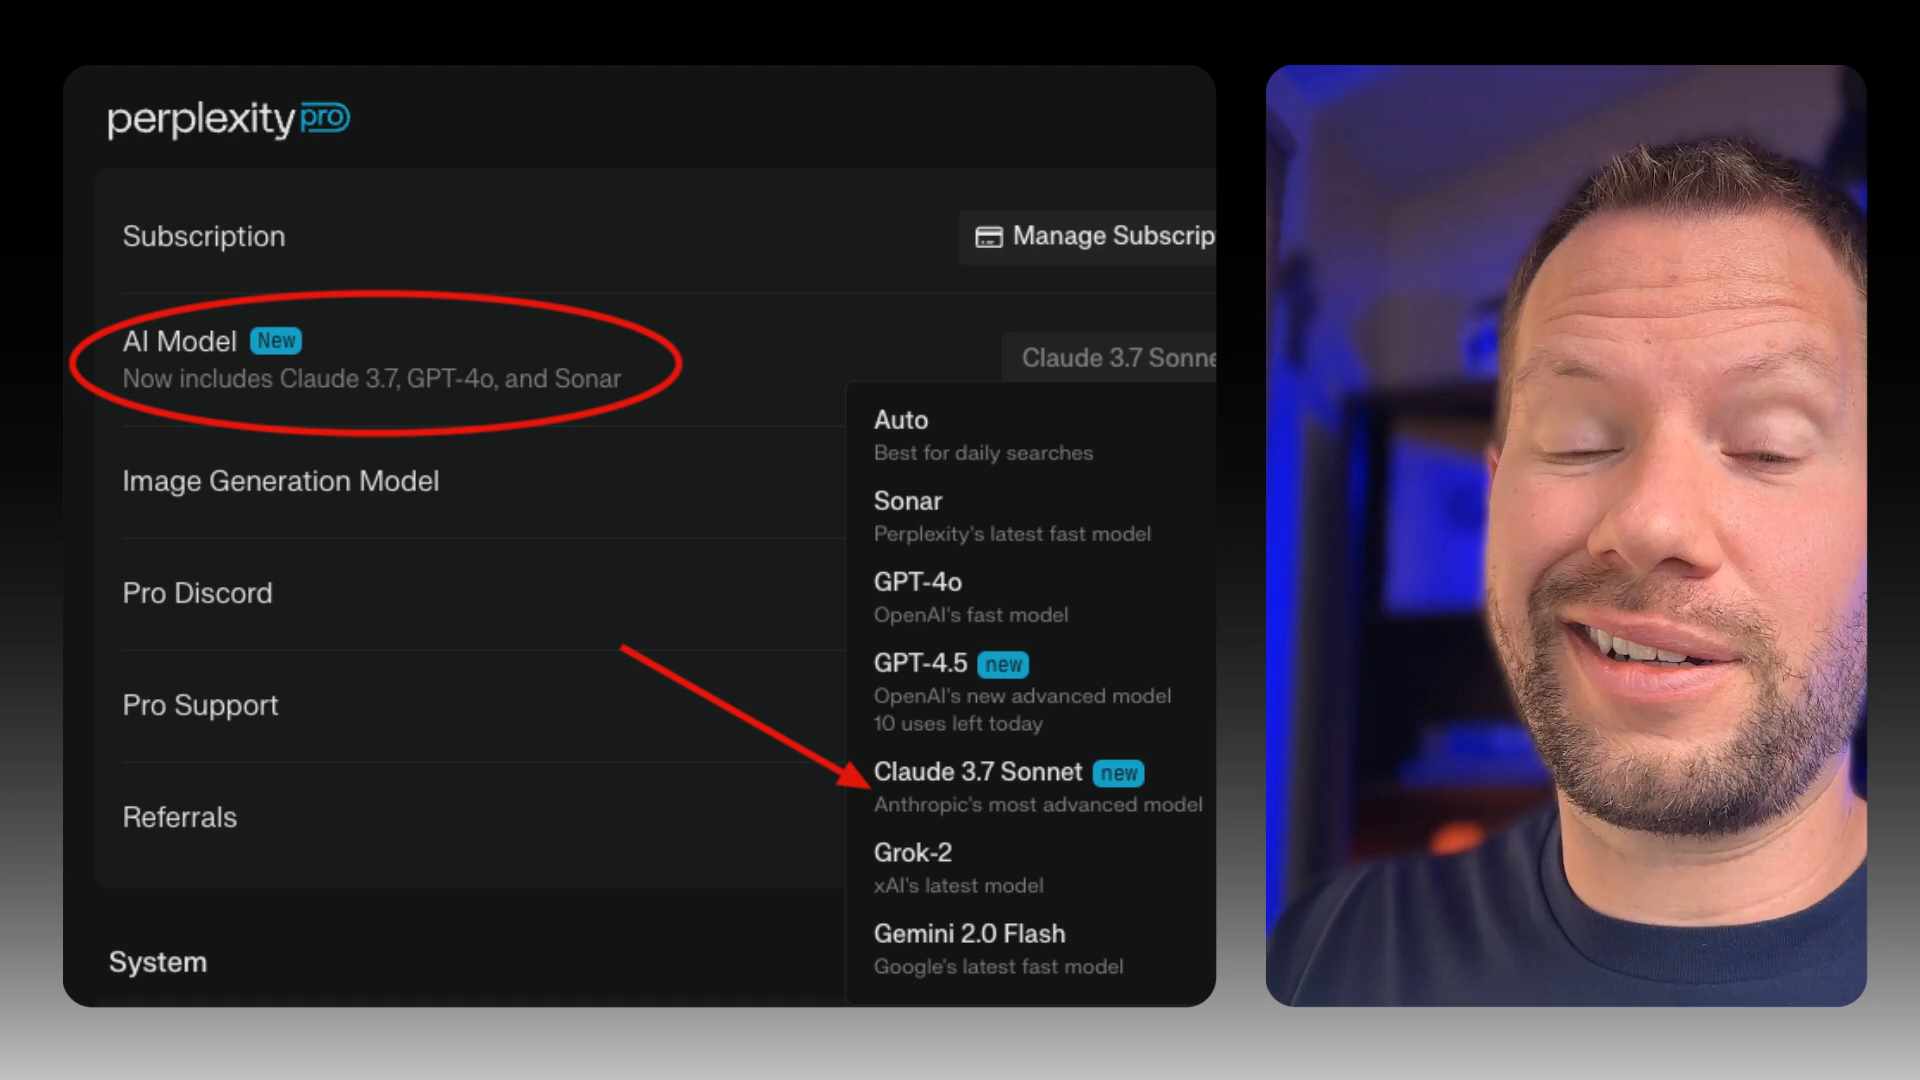 perplexity pro
Subscription
Manage Subscrip
AI Model New
Now includes Claude 3.7, GPT-4o, and Sonar
Claude 3.7 Sonne
Image Generation Model
Pro Discord
Pro Support
Referrals
System
Auto
Best for daily searches
Sonar
Perplexity's latest fast model
GPT-4o
OpenAI's fast model
GPT-4.5 new
OpenAI's new advanced model
10 uses left today
Claude 3.7 Sonnet new
Anthropic's most advanced model
Grok-2
xAI's latest model
Gemini 2.0 Flash
Google's latest fast model